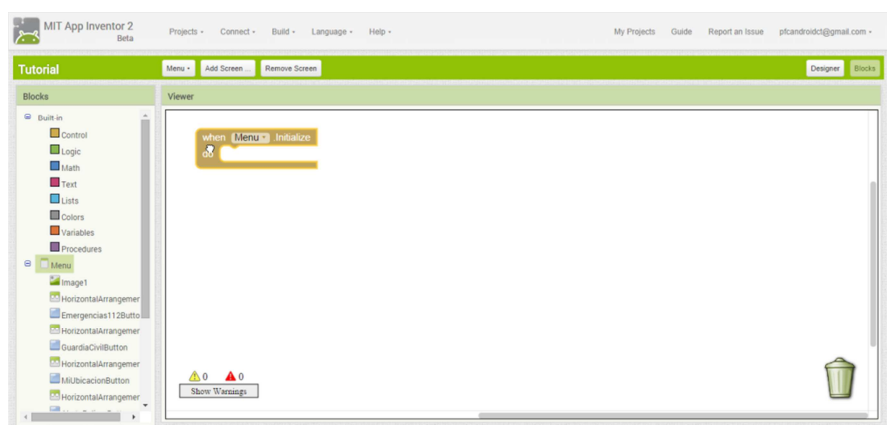 MIT App Inventor 2
Beta
Projects Connect Build Language Help
My Projects Guide Report an Issue pfcandroidct@gmail.com
Tutorial
Menu Add Screen ... Remove Screen
Designer Blocks
Blocks
Viewer
Built-in
Control
Logic
Math
Text
Lists
Colors
Variables
Procedures
Menu
Image1
HorizontalArrangemer
Emergencias112Butto
HorizontalArrangemer
GuardiaCivilButton
HorizontalArrangemer
MiUbicacionButton
HorizontalArrangemer
when Menu .Initialize
do
0 0
Show Warnings